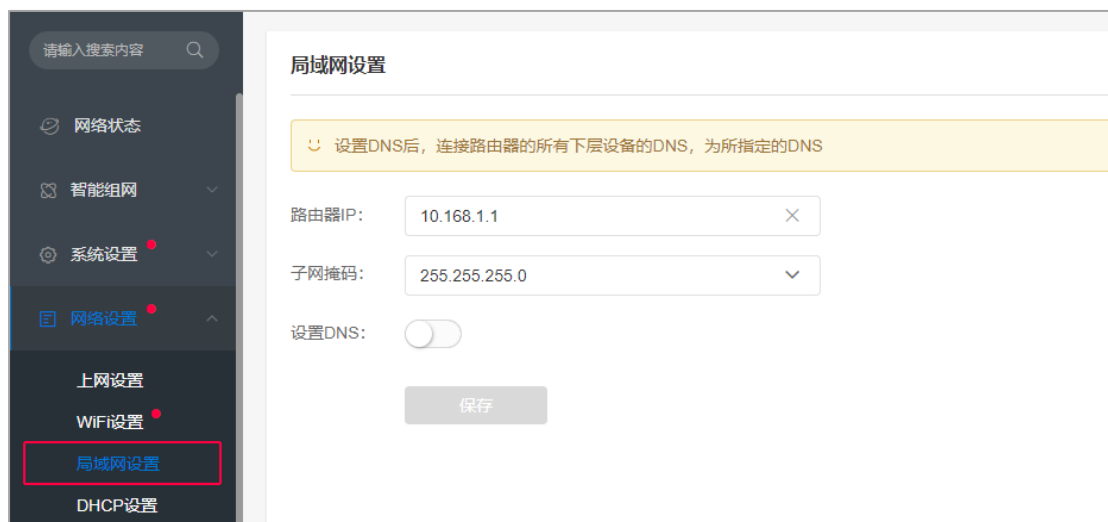 请输入搜索内容
网络状态
智能组网
系统设置
网络设置
上网设置
WiFi设置
局域网设置
DHCP设置
局域网设置
设置DNS后，连接路由器的所有下层设备的DNS，为所指定的DNS
路由器IP：
10.168.1.1
子网掩码：
255.255.255.0
设置DNS：
保存